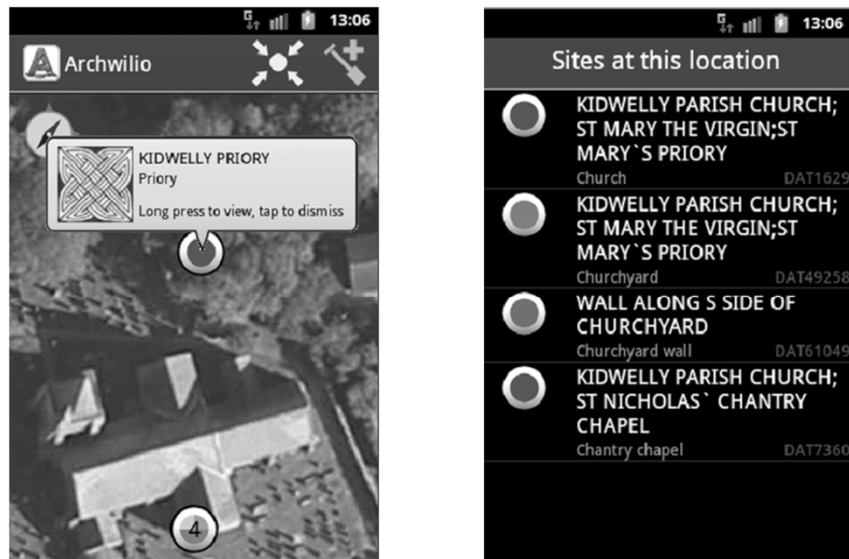 13:06
Archwilio
KIDWELLY PRIORY
Priory
Long press to view, tap to dismiss
4
13:06
Sites at this location
KIDWELLY PARISH CHURCH;
ST MARY THE VIRGIN;ST
MARY`S PRIORY
Church DAT1629
KIDWELLY PARISH CHURCH;
ST MARY THE VIRGIN;ST
MARY`S PRIORY
Churchyard DAT49258
WALL ALONG S SIDE OF
CHURCHYARD
Churchyard wall DAT61049
KIDWELLY PARISH CHURCH;
ST NICHOLAS` CHANTRY
CHAPEL
Chantry chapel DAT7360